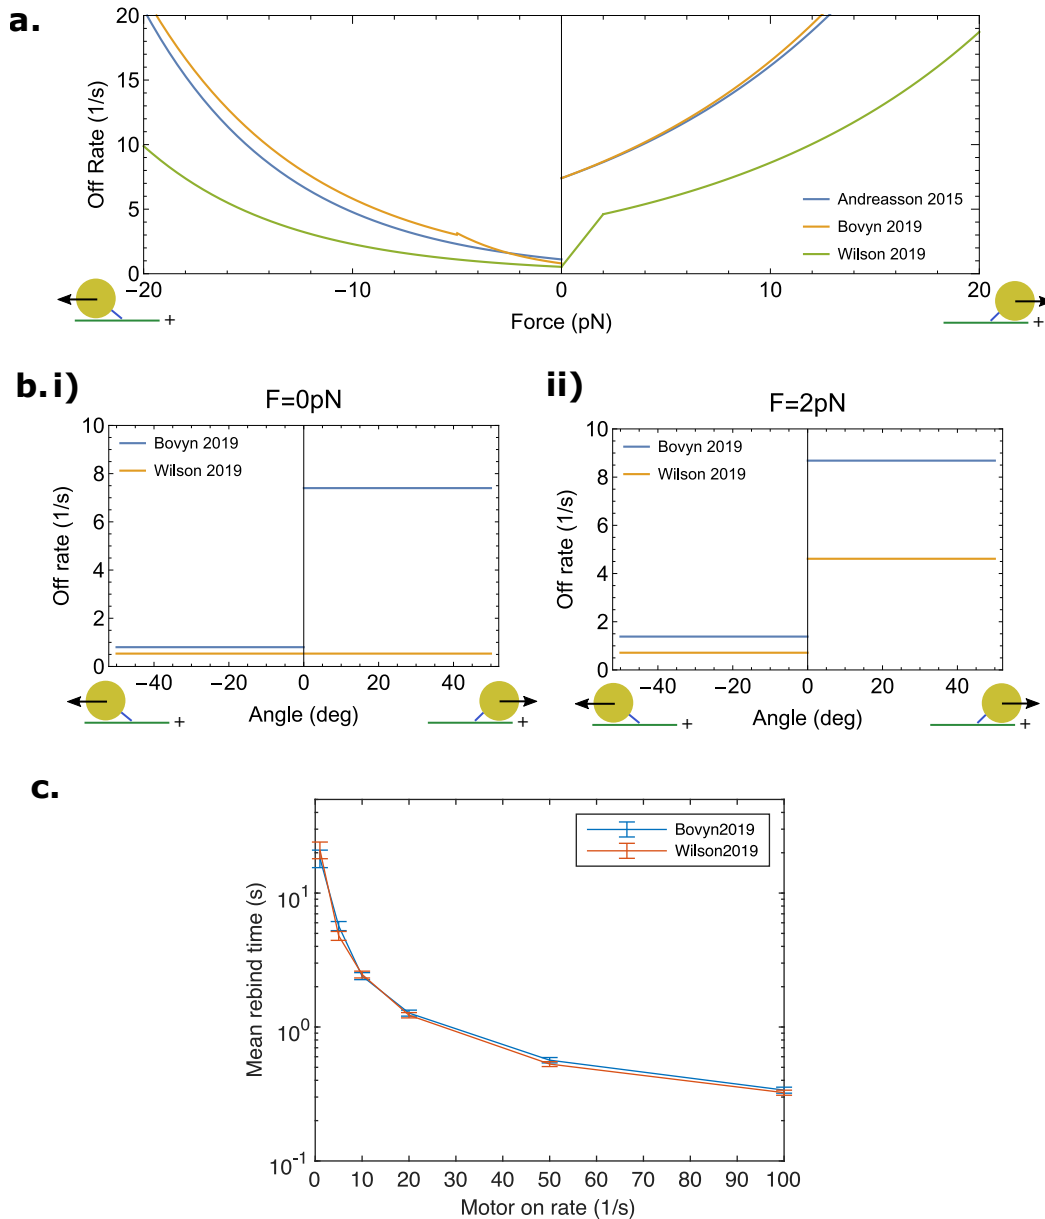 a.
Off Rate (1/s)
20
15
10
5
0
−20
−10
0
10
20
Force (pN)
Andreasson 2015
Bovyn 2019
Wilson 2019
+
+
b. i)
F=0pN
Off rate (1/s)
10
8
6
4
2
0
−40
−20
0
20
40
Angle (deg)
Bovyn 2019
Wilson 2019
+
+
ii)
F=2pN
Off rate (1/s)
10
8
6
4
2
0
−40
−20
0
20
40
Angle (deg)
Bovyn 2019
Wilson 2019
+
+
c.
Mean rebind time (s)
10^1
10^0
10^-1
0
10
20
30
40
50
60
70
80
90
100
Motor on rate (1/s)
Bovyn2019
Wilson2019